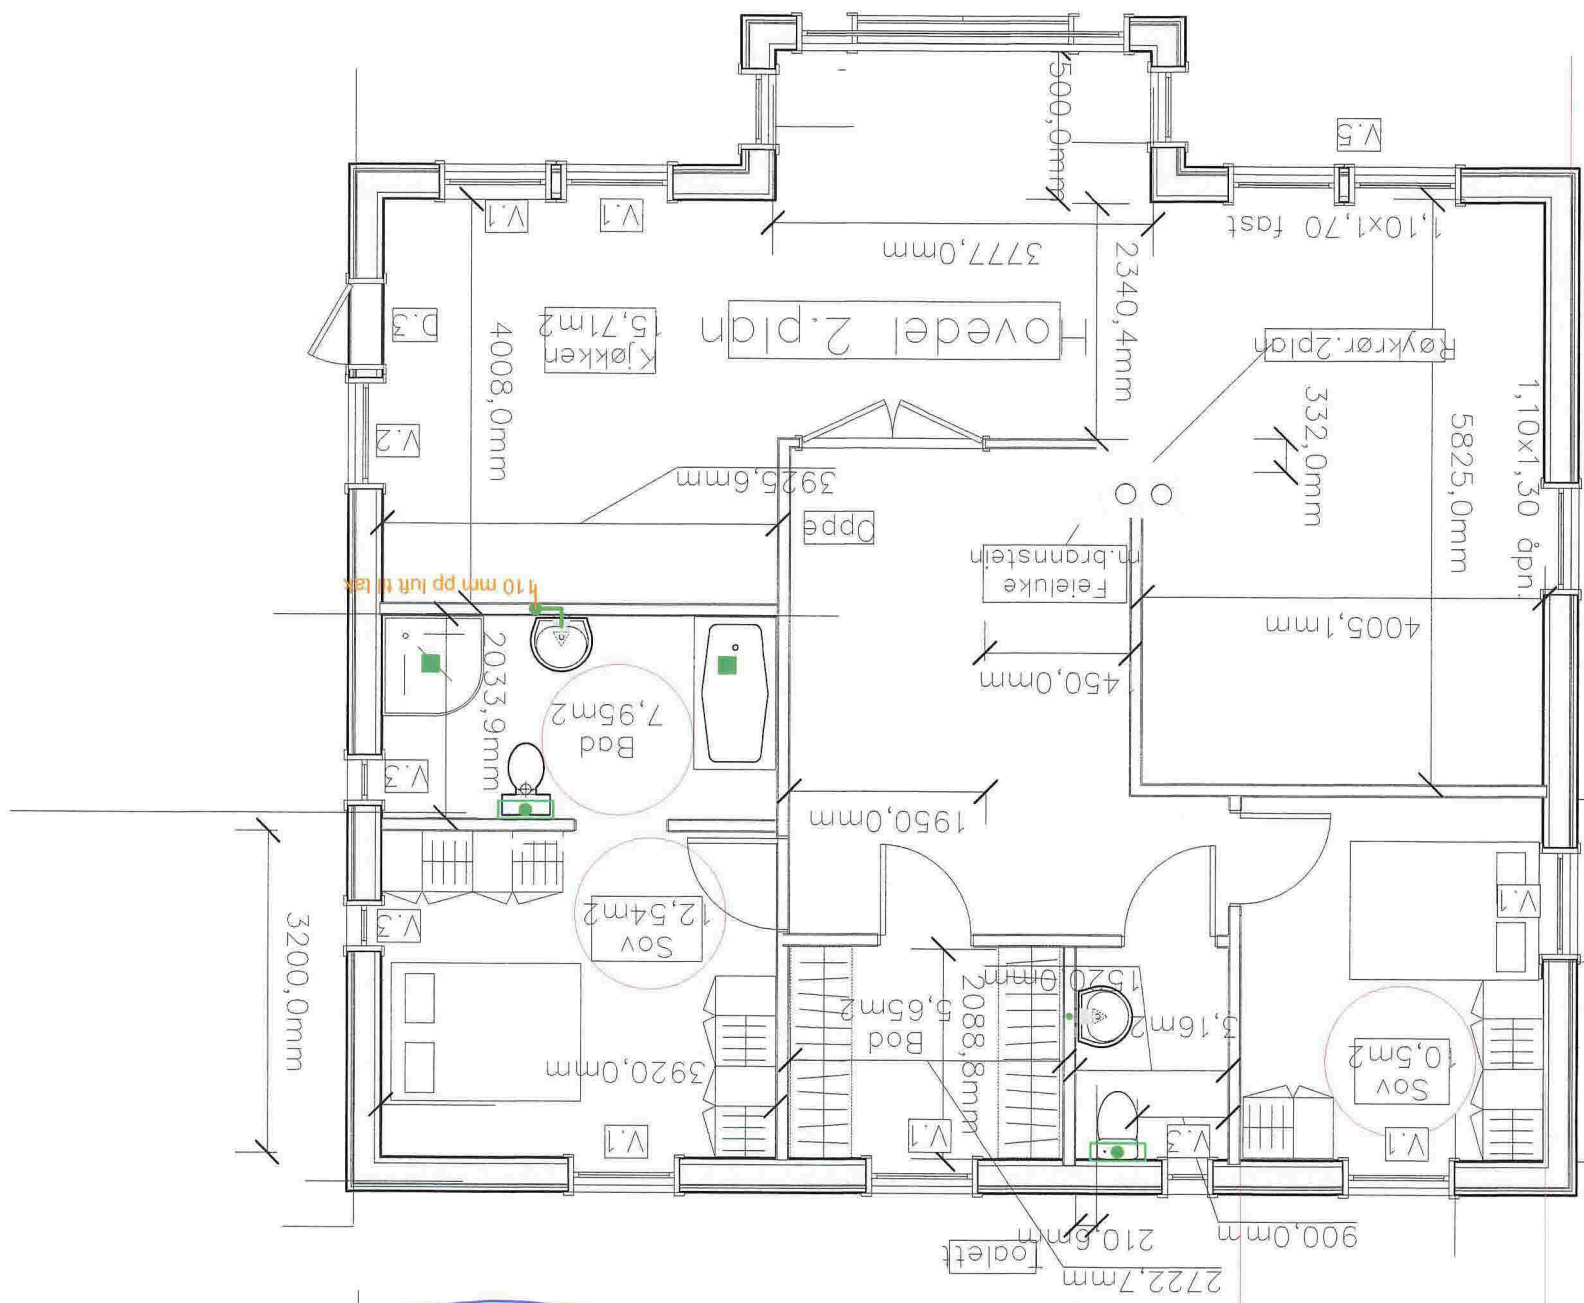 500,0mm
V.5
V.1
V.1
1,10x1,70 fast
3777,0mm
2340,4mm
D.3
4008,0mm
Kjøkken
15,71m2
Hovedel 2.plan
Røykrør.2plan
1,10x1,30 åpn.
332,0mm
5825,0mm
V.2
3925,6mm
Oppe
Feieluke
m.brannstein
110 mm pp luft til tak
4005,1mm
450,0mm
2033,9mm
Bad
7,95m2
V.3
1950,0mm
V.3
Sov
12,54m2
V.1
3200,0mm
1520,0mm
2088,8mm
Bod
5,65m2
3,16m2
Sov
10,5m2
3920,0mm
V.1
V.1
V.3
V.1
210,6mm
900,0mm
Toalett
2722,7mm